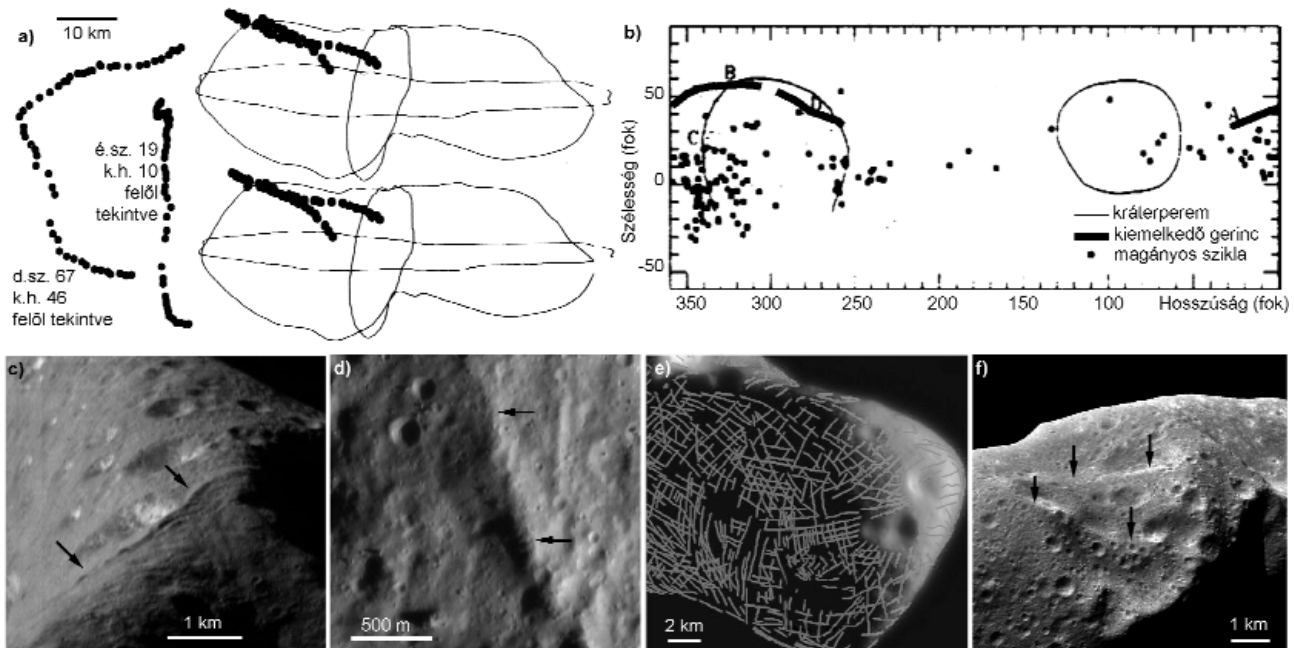 a)
10 km
é.sz. 19
k.h. 10
felől
tekintve
d.sz. 67
k.h. 46
felől tekintve
b)
Szélesség (fok)
50
0
-50
A
B
C
D
kráterperem
kiemelkedő gerinc
magányos szikla
350
300
250
200
150
100
50
Hosszúság (fok)
c)
1 km
d)
500 m
e)
2 km
f)
1 km